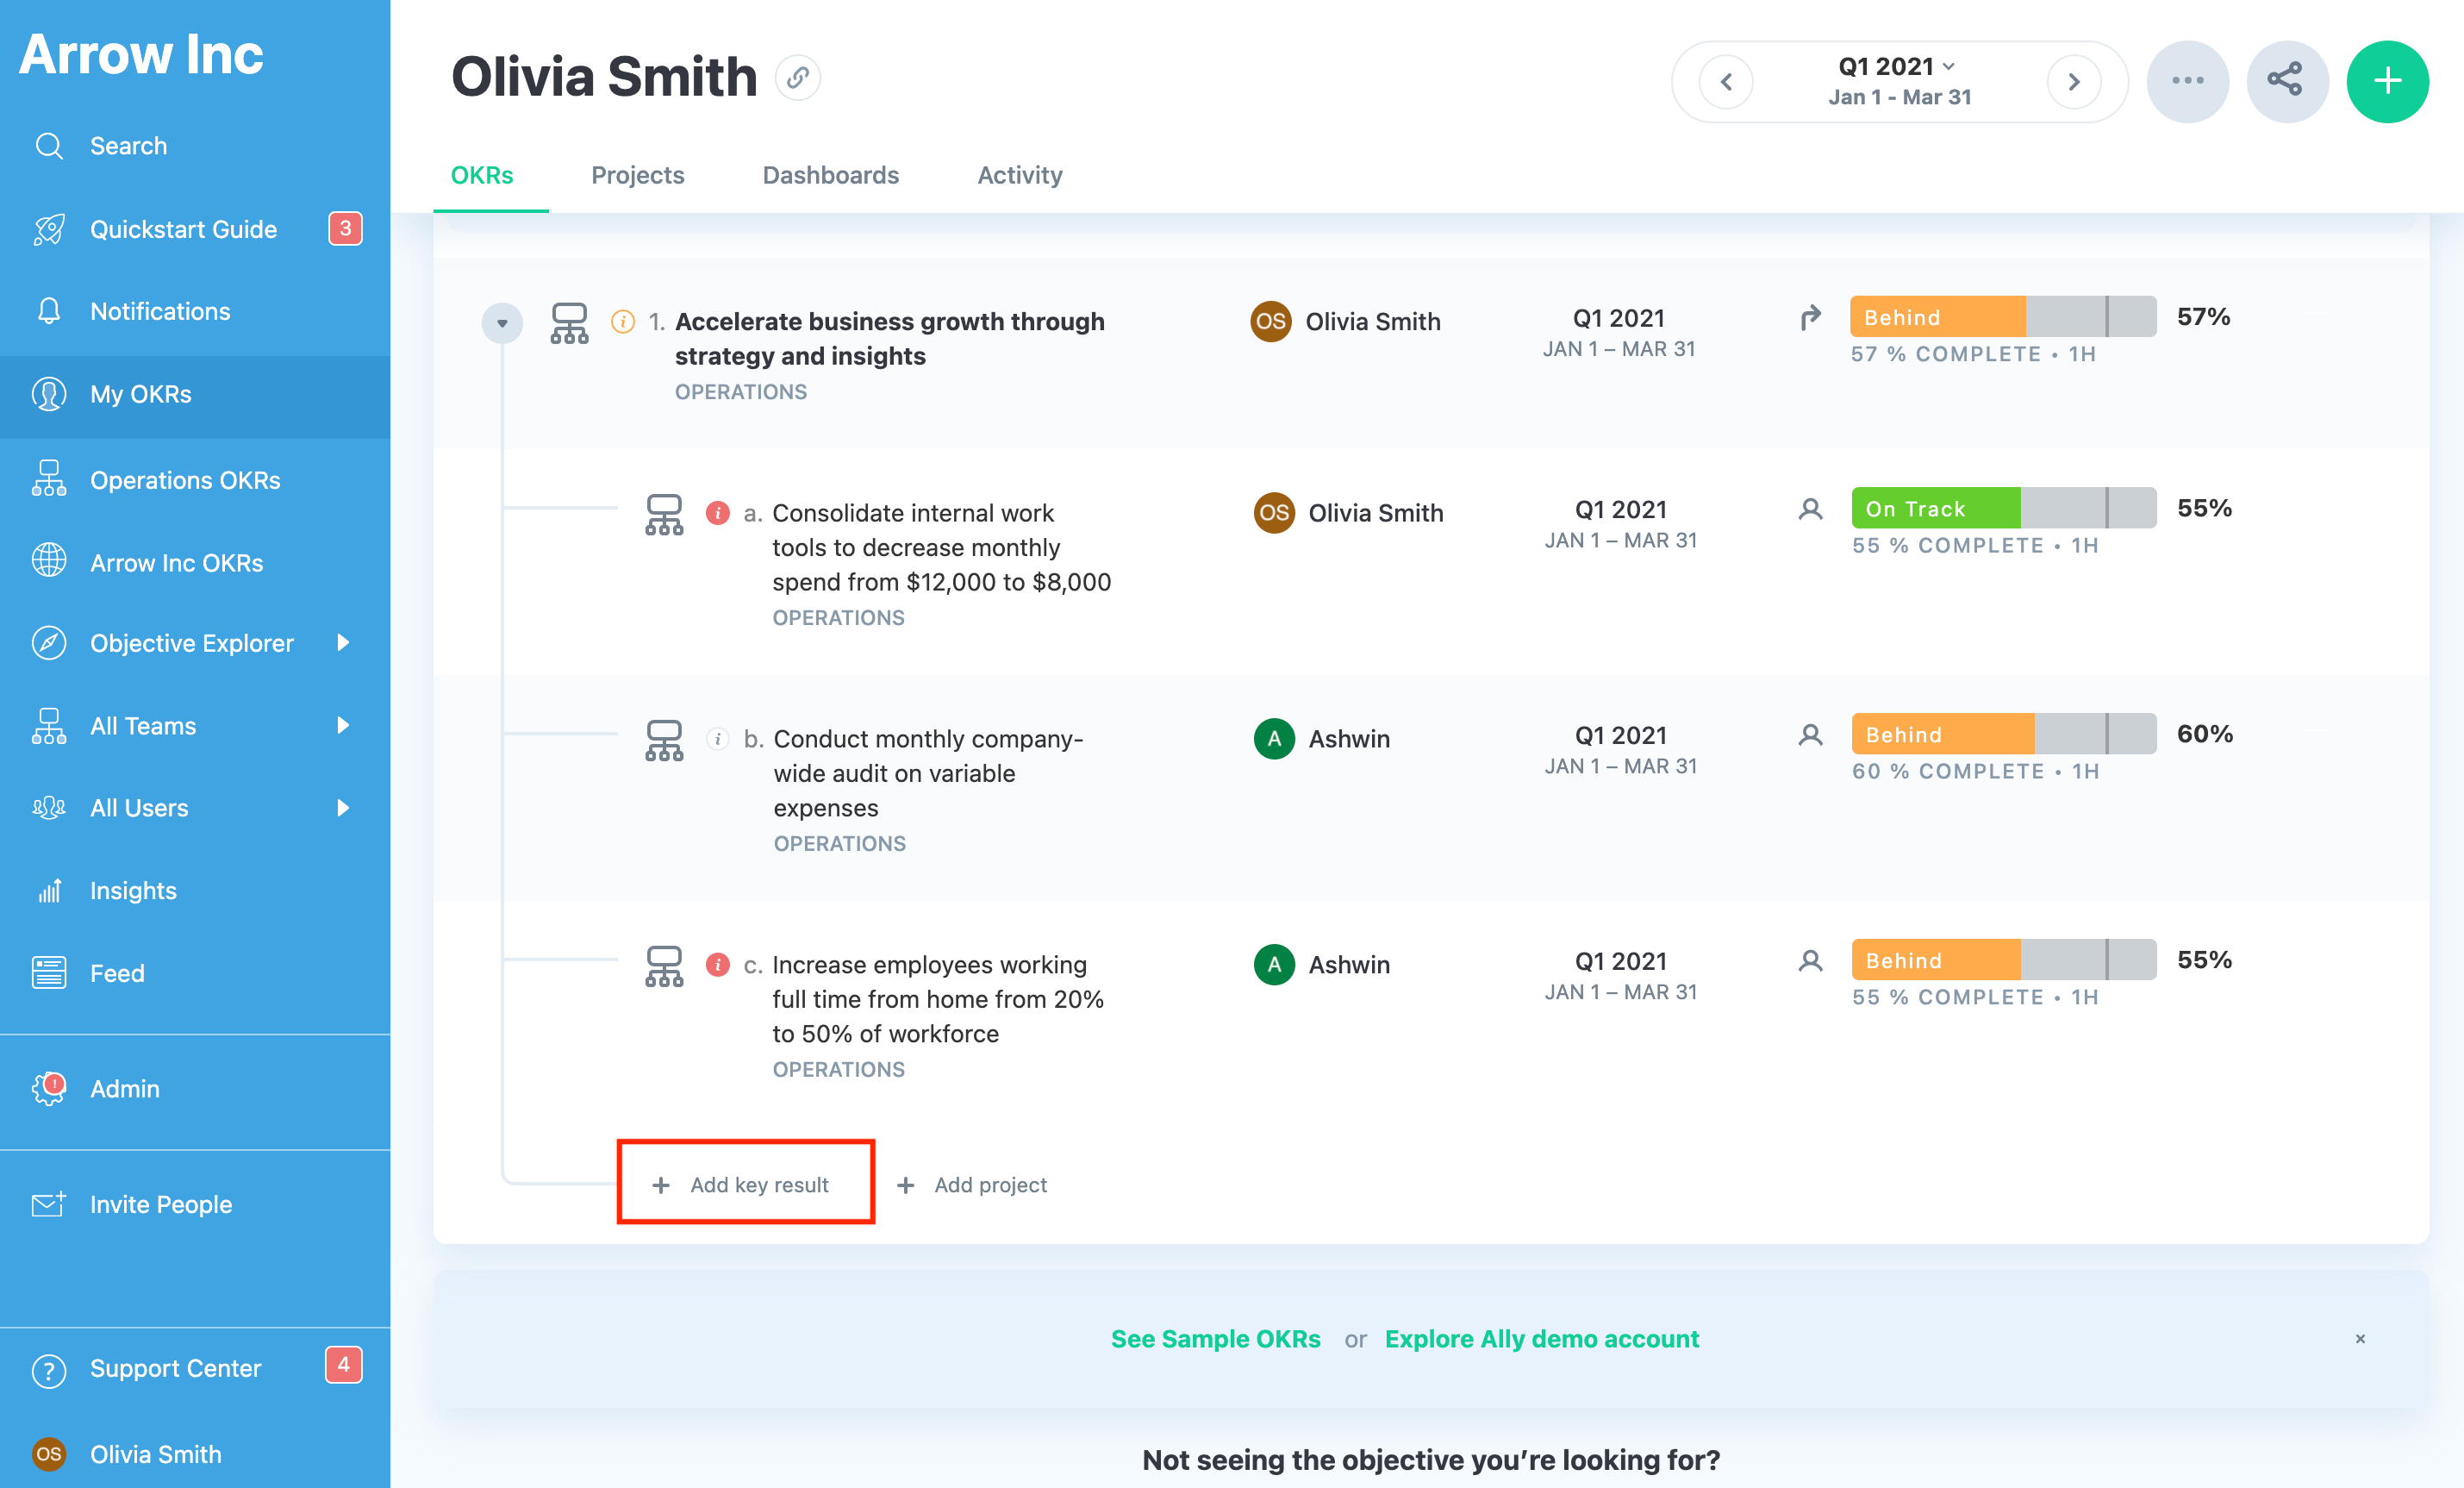 Arrow Inc
Search
Quickstart Guide 3
Notifications
My OKRs
Operations OKRs
Arrow Inc OKRs
Objective Explorer
All Teams
All Users
Insights
Feed
Admin
Invite People
Support Center 4
OS Olivia Smith
Olivia Smith
Q1 2021
Jan 1 - Mar 31
OKRs Projects Dashboards Activity
1. Accelerate business growth through
strategy and insights
OPERATIONS
OS Olivia Smith
Q1 2021
JAN 1 – MAR 31
Behind 57%
57 % COMPLETE • 1H
a. Consolidate internal work
tools to decrease monthly
spend from $12,000 to $8,000
OPERATIONS
OS Olivia Smith
Q1 2021
JAN 1 – MAR 31
On Track 55%
55 % COMPLETE • 1H
b. Conduct monthly company-
wide audit on variable
expenses
OPERATIONS
A Ashwin
Q1 2021
JAN 1 – MAR 31
Behind 60%
60 % COMPLETE • 1H
c. Increase employees working
full time from home from 20%
to 50% of workforce
OPERATIONS
A Ashwin
Q1 2021
JAN 1 – MAR 31
Behind 55%
55 % COMPLETE • 1H
+ Add key result + Add project
See Sample OKRs or Explore Ally demo account
Not seeing the objective you’re looking for?